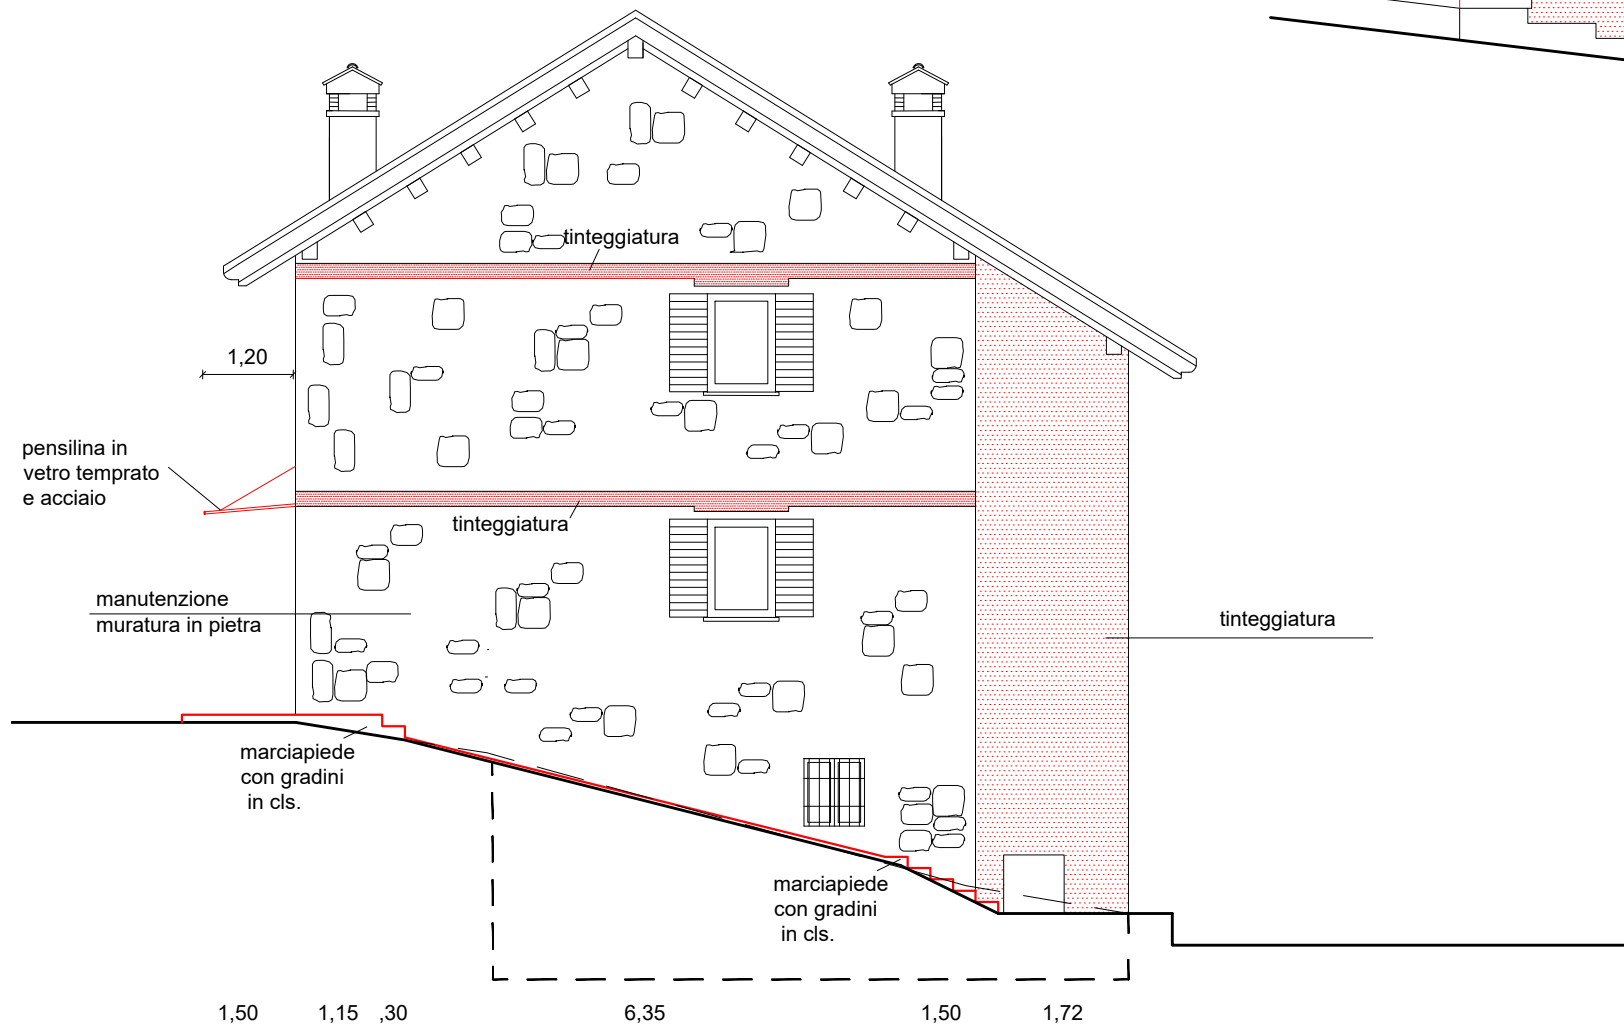 tinteggiatura
1,20
pensilina in
vetro temprato
e acciaio
tinteggiatura
manutenzione
muratura in pietra
tinteggiatura
marciapiede
con gradini
in cls.
marciapiede
con gradini
in cls.
1,50 1,15 ,30 6,35 1,50 1,72